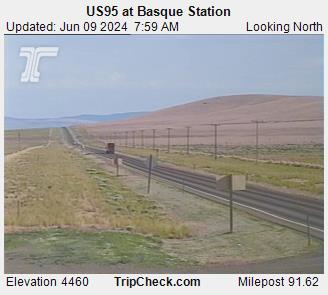 US95 at Basque Station
Updated: Jun 09 2024 7:59 AM Looking North
Elevation 4460 TripCheck.com Milepost 91.62